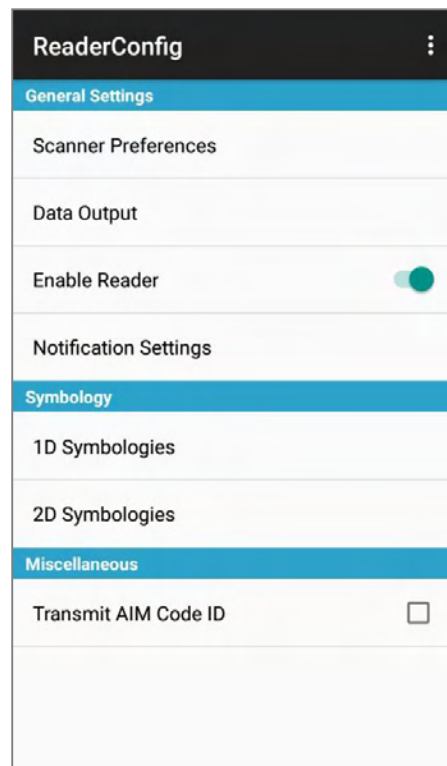 ReaderConfig
General Settings
Scanner Preferences
Data Output
Enable Reader
Notification Settings
Symbology
1D Symbologies
2D Symbologies
Miscellaneous
Transmit AIM Code ID